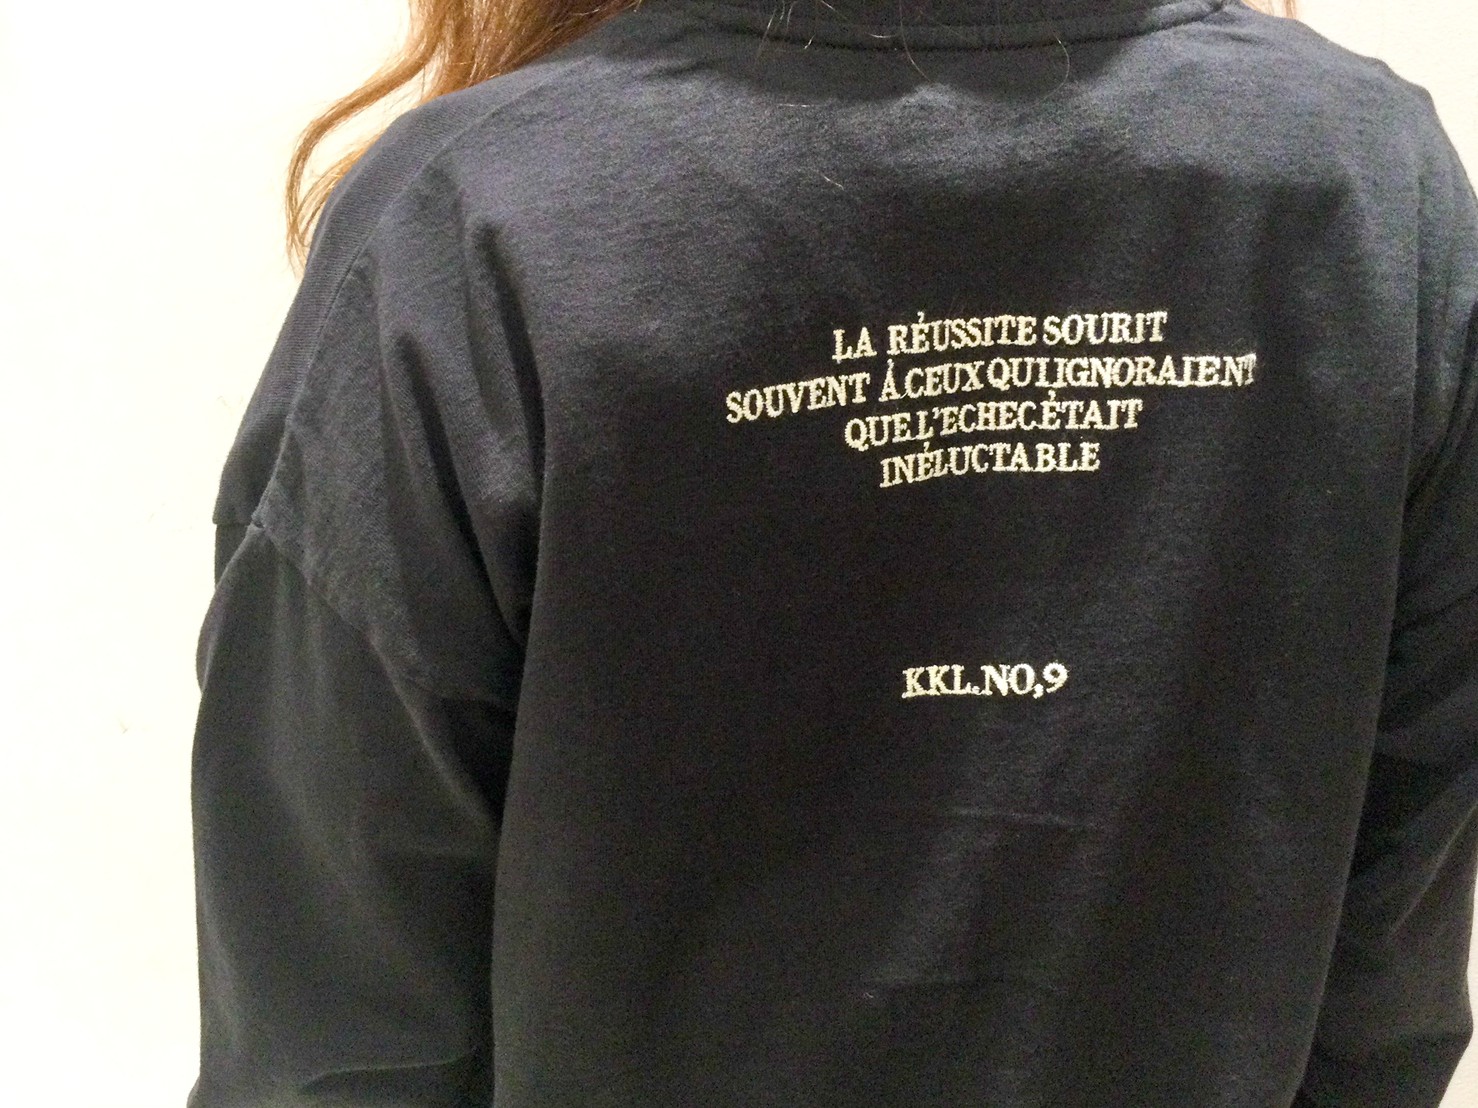 LA RÉUSSITE SOURIT
SOUVENT À CEUX QUI IGNORAIENT
QUE L'ECHEC ÉTAIT
INÉLUCTABLE
KKL.NO,9